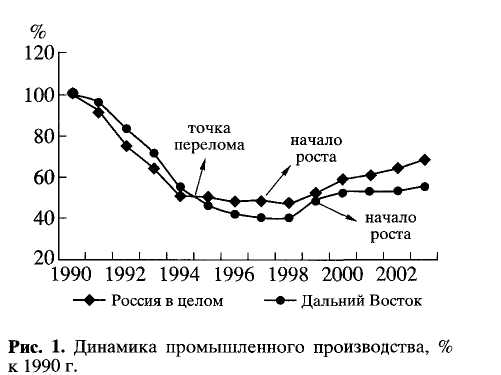 %
120
100
80
60
40
20
точка
перелома
начало
роста
начало
роста
1990 1992 1994 1996 1998 2000 2002
Россия в целом Дальний Восток
Рис. 1. Динамика промышленного производства, %
к 1990 г.